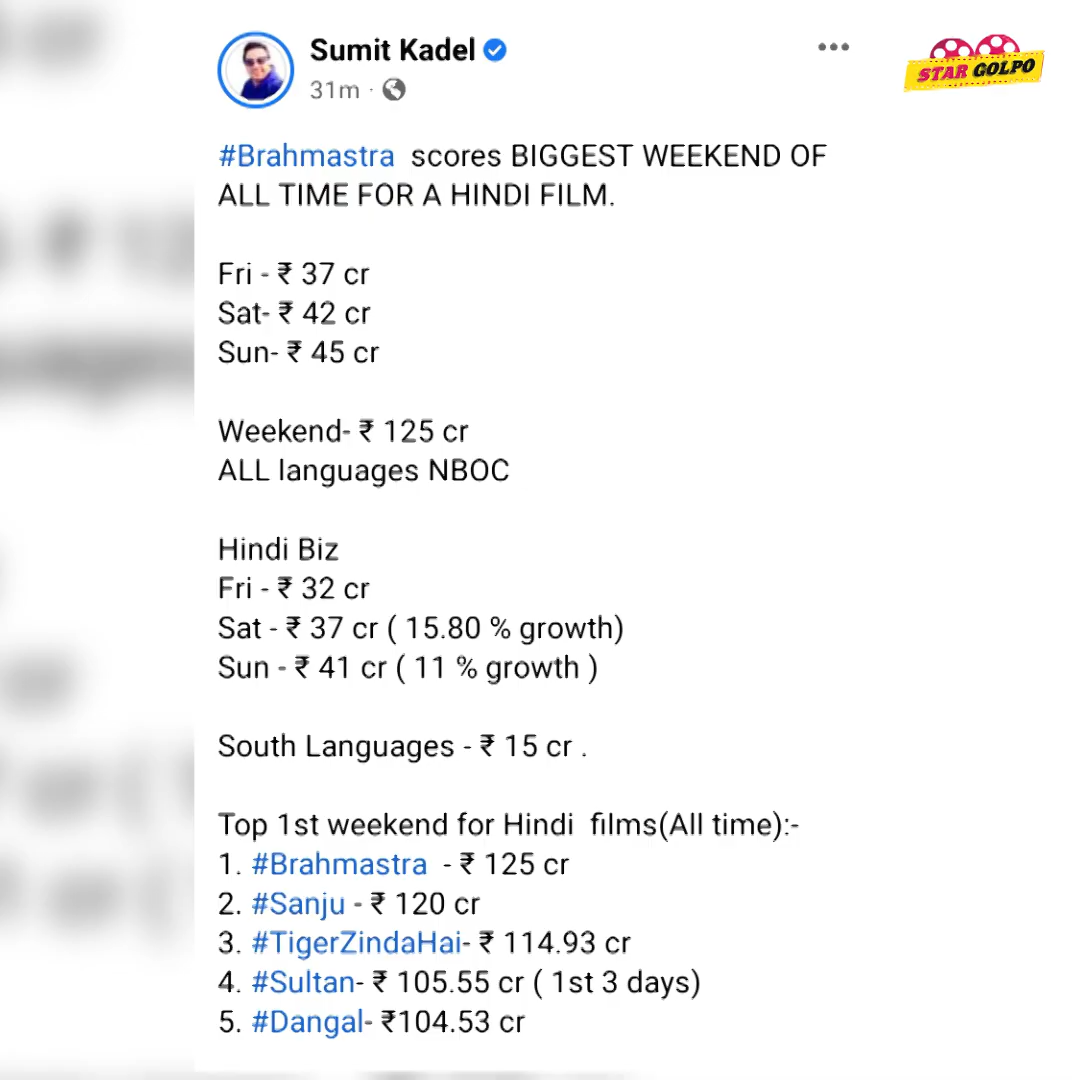 Sumit Kadel
31m ·
STAR GOLPO
#Brahmastra scores BIGGEST WEEKEND OF
ALL TIME FOR A HINDI FILM.
Fri - ₹ 37 cr
Sat- ₹ 42 cr
Sun- ₹ 45 cr
Weekend- ₹ 125 cr
ALL languages NBOC
Hindi Biz
Fri - ₹ 32 cr
Sat - ₹ 37 cr ( 15.80 % growth)
Sun - ₹ 41 cr ( 11 % growth )
South Languages - ₹ 15 cr .
Top 1st weekend for Hindi films(All time):-
1. #Brahmastra - ₹ 125 cr
2. #Sanju - ₹ 120 cr
3. #TigerZindaHai- ₹ 114.93 cr
4. #Sultan- ₹ 105.55 cr ( 1st 3 days)
5. #Dangal- ₹104.53 cr